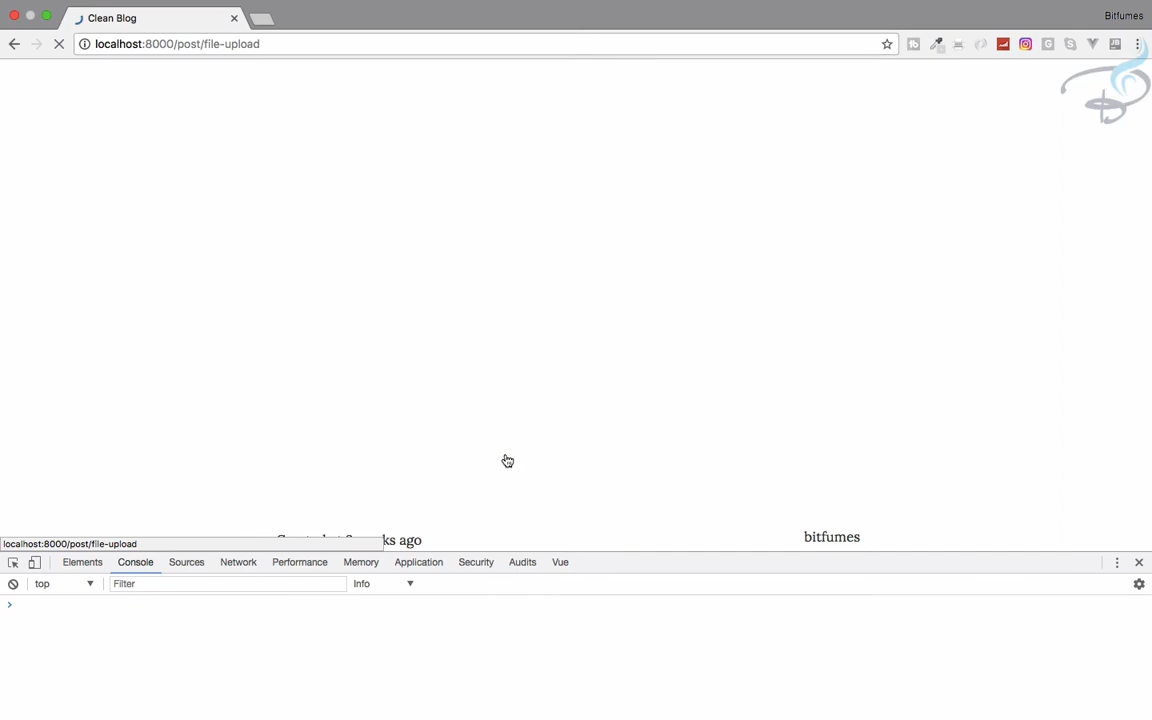 Clean Blog
Bitfumes
localhost:8000/post/file-upload
bitfumes
ago
localhost:8000/post/file-upload
Elements Console Sources Network Performance Memory Application Security Audits Vue
top Filter Info